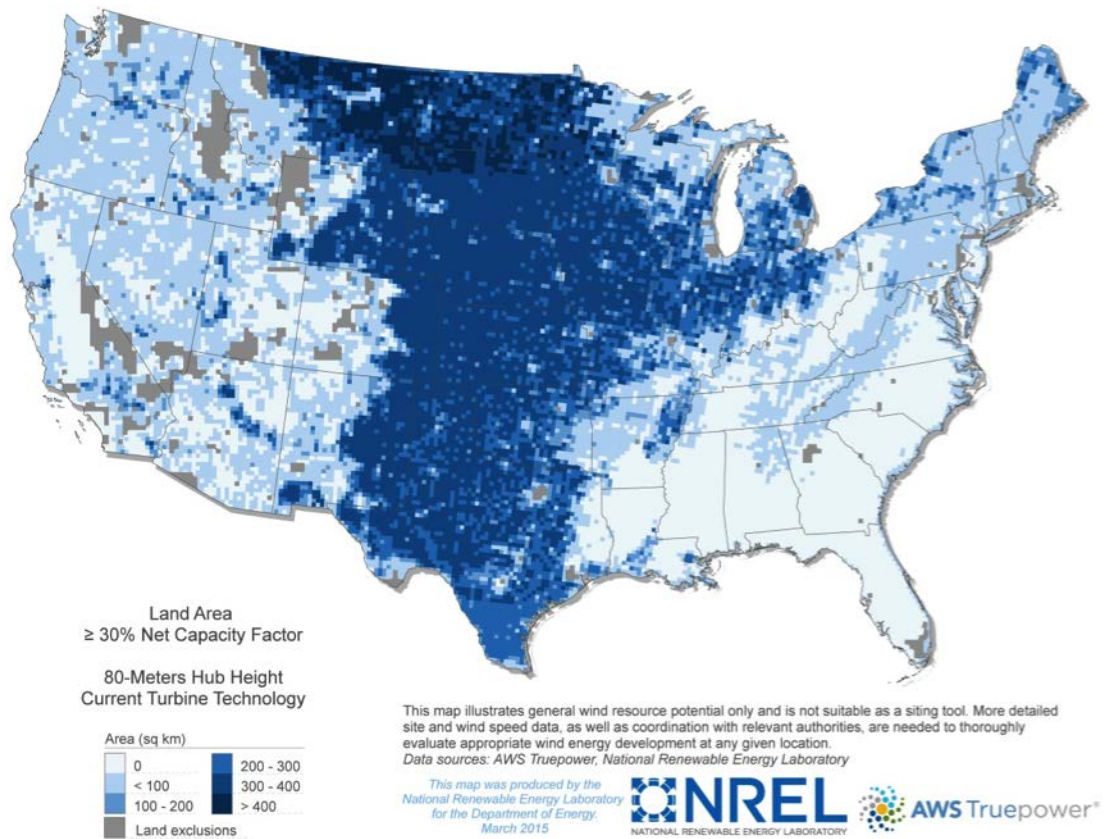 Land Area
≥ 30% Net Capacity Factor
80-Meters Hub Height
Current Turbine Technology
Area (sq km)
0
< 100
100 - 200
200 - 300
300 - 400
> 400
Land exclusions
This map illustrates general wind resource potential only and is not suitable as a siting tool. More detailed
site and wind speed data, as well as coordination with relevant authorities, are needed to thoroughly
evaluate appropriate wind energy development at any given location.
Data sources: AWS Truepower, National Renewable Energy Laboratory
This map was produced by the
National Renewable Energy Laboratory
for the Department of Energy.
March 2015
NREL
NATIONAL RENEWABLE ENERGY LABORATORY
AWS Truepower®